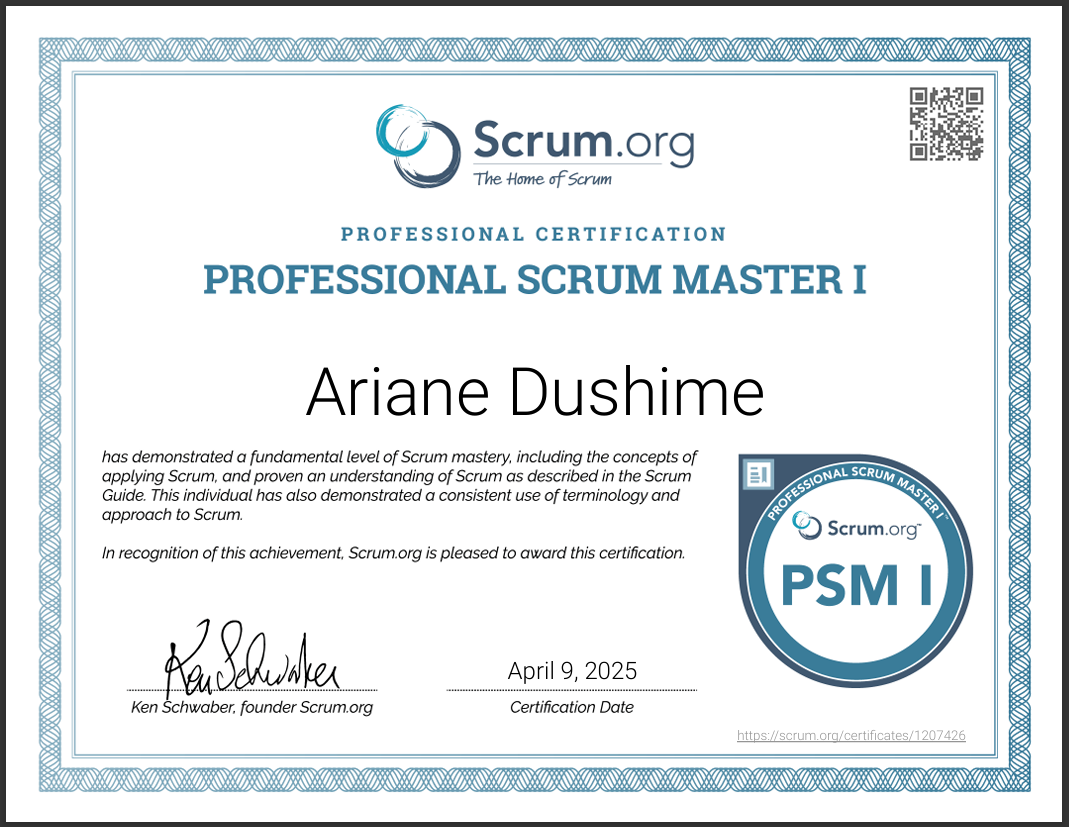 Scrum.org
The Home of Scrum
PROFESSIONAL CERTIFICATION
PROFESSIONAL SCRUM MASTER I
Ariane Dushime
has demonstrated a fundamental level of Scrum mastery, including the concepts of
applying Scrum, and proven an understanding of Scrum as described in the Scrum
Guide. This individual has also demonstrated a consistent use of terminology and
approach to Scrum.
In recognition of this achievement, Scrum.org is pleased to award this certification.
PROFESSIONAL SCRUM MASTER I™
Scrum.org™
PSM I
Ken Schwaber
April 9, 2025
Ken Schwaber, founder Scrum.org
Certification Date
https://scrum.org/certificates/1207426